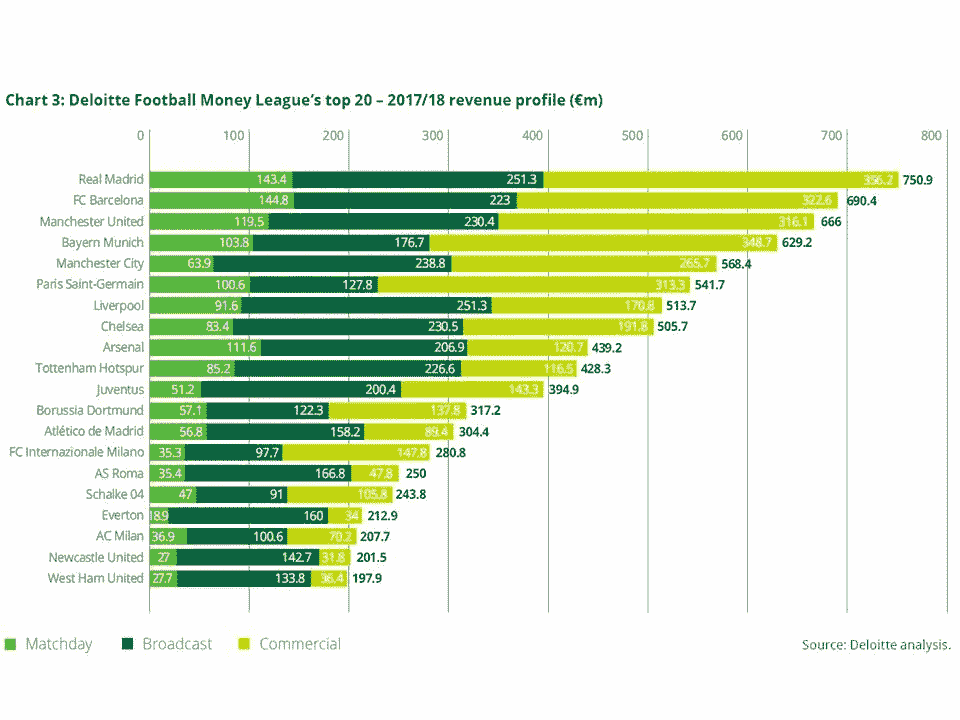 Chart 3: Deloitte Football Money League's top 20 – 2017/18 revenue profile (€m)
0 100 200 300 400 500 600 700 800
Real Madrid 143.4 251.3 356.2 750.9
FC Barcelona 144.8 223 322.6 690.4
Manchester United 119.5 230.4 316.1 666
Bayern Munich 103.8 176.7 348.7 629.2
Manchester City 63.9 238.8 265.7 568.4
Paris Saint-Germain 100.6 127.8 313.3 541.7
Liverpool 91.6 251.3 170.8 513.7
Chelsea 83.4 230.5 191.8 505.7
Arsenal 111.6 206.9 120.7 439.2
Tottenham Hotspur 85.2 226.6 116.5 428.3
Juventus 51.2 200.4 143.3 394.9
Borussia Dortmund 57.1 122.3 137.8 317.2
Atlético de Madrid 56.8 158.2 89.4 304.4
FC Internazionale Milano 35.3 97.7 147.8 280.8
AS Roma 35.4 166.8 47.8 250
Schalke 04 47 91 105.8 243.8
Everton 18.9 160 34 212.9
AC Milan 36.9 100.6 70.2 207.7
Newcastle United 27 142.7 31.8 201.5
West Ham United 27.7 133.8 36.4 197.9
Matchday Broadcast Commercial
Source: Deloitte analysis.